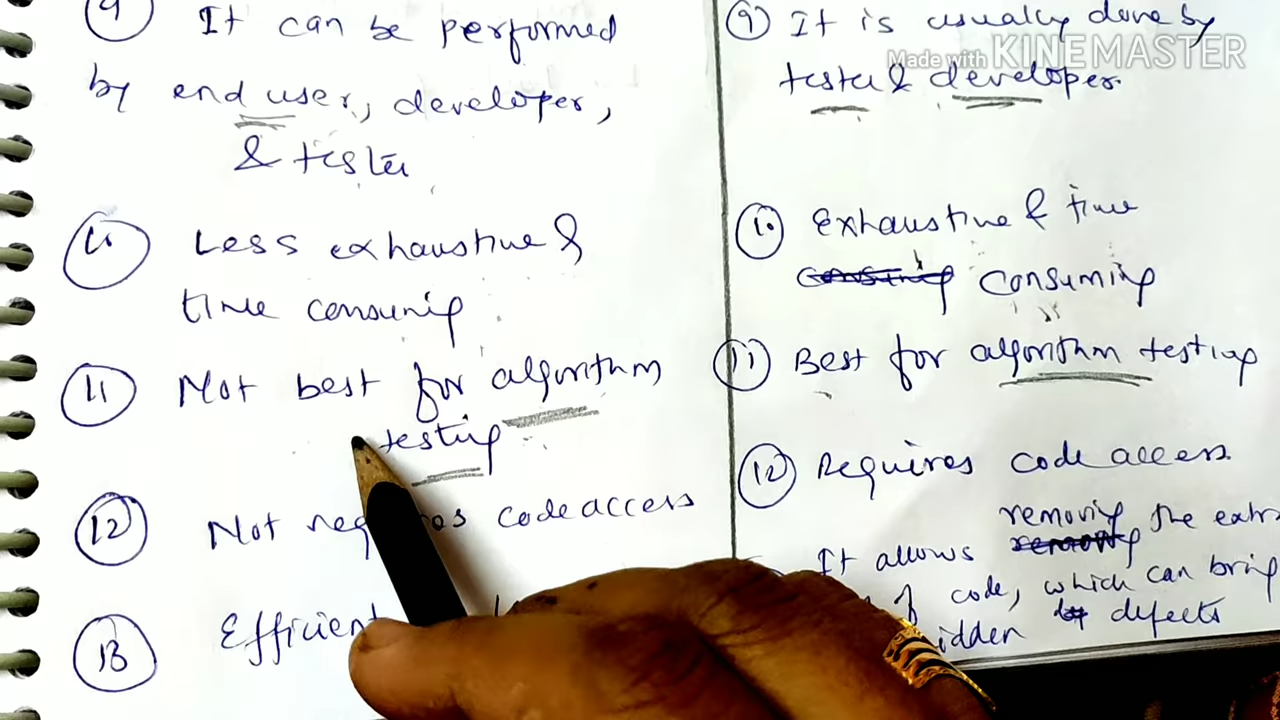 9 It can be performed
by end user, developer,
& tester
10 Less exhaustive &
time consuming
11 Not best for algorithm
testing
12 Not requires code access
13 Efficient
9 It is usually done by
tester & developer.
10 Exhaustive & time
consuming
11 Best for algorithm testing
12 Requires code access.
It allows removing the extra
of code, which can bring
defects
Made with KINEMASTER